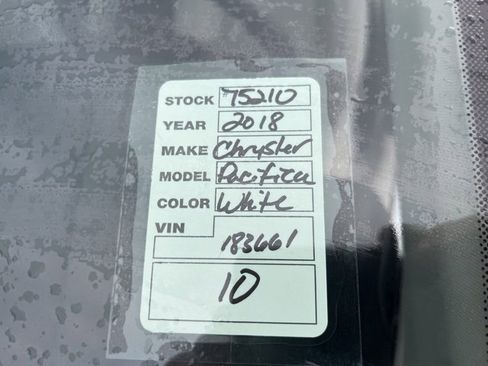 STOCK 75210
YEAR 2018
MAKE Chrysler
MODEL Pacifica
COLOR White
VIN
183661
10